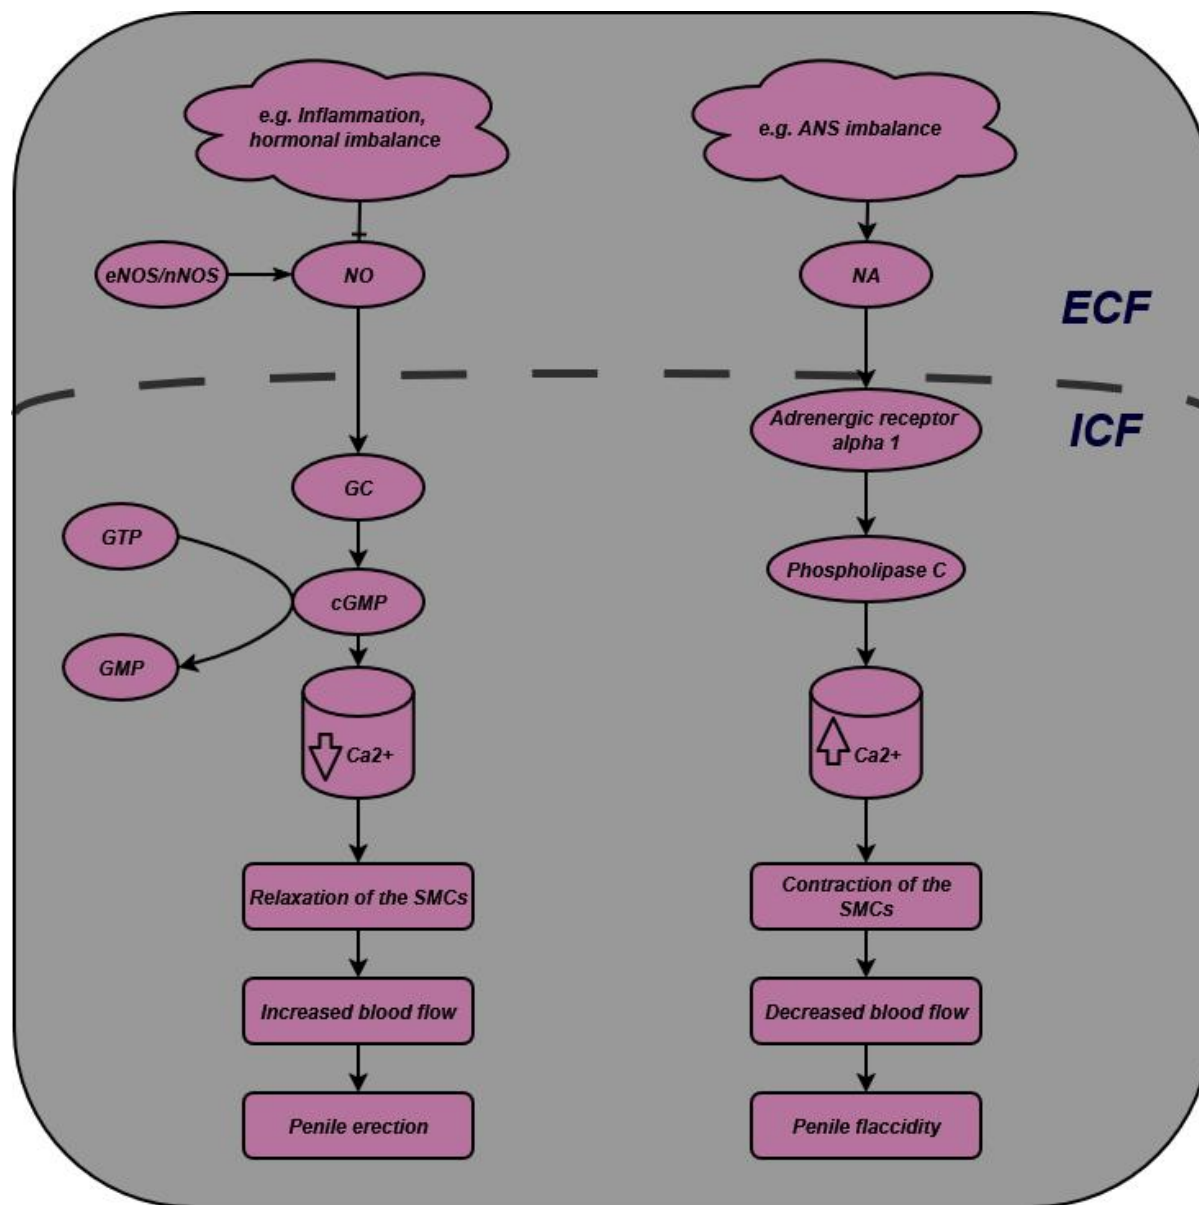 e.g. Inflammation,
hormonal imbalance
e.g. ANS imbalance
eNOS/nNOS
NO
NA
ECF
ICF
Adrenergic receptor
alpha 1
GC
GTP
Phospholipase C
cGMP
GMP
Ca2+
Ca2+
Relaxation of the SMCs
Contraction of the
SMCs
Increased blood flow
Decreased blood flow
Penile erection
Penile flaccidity